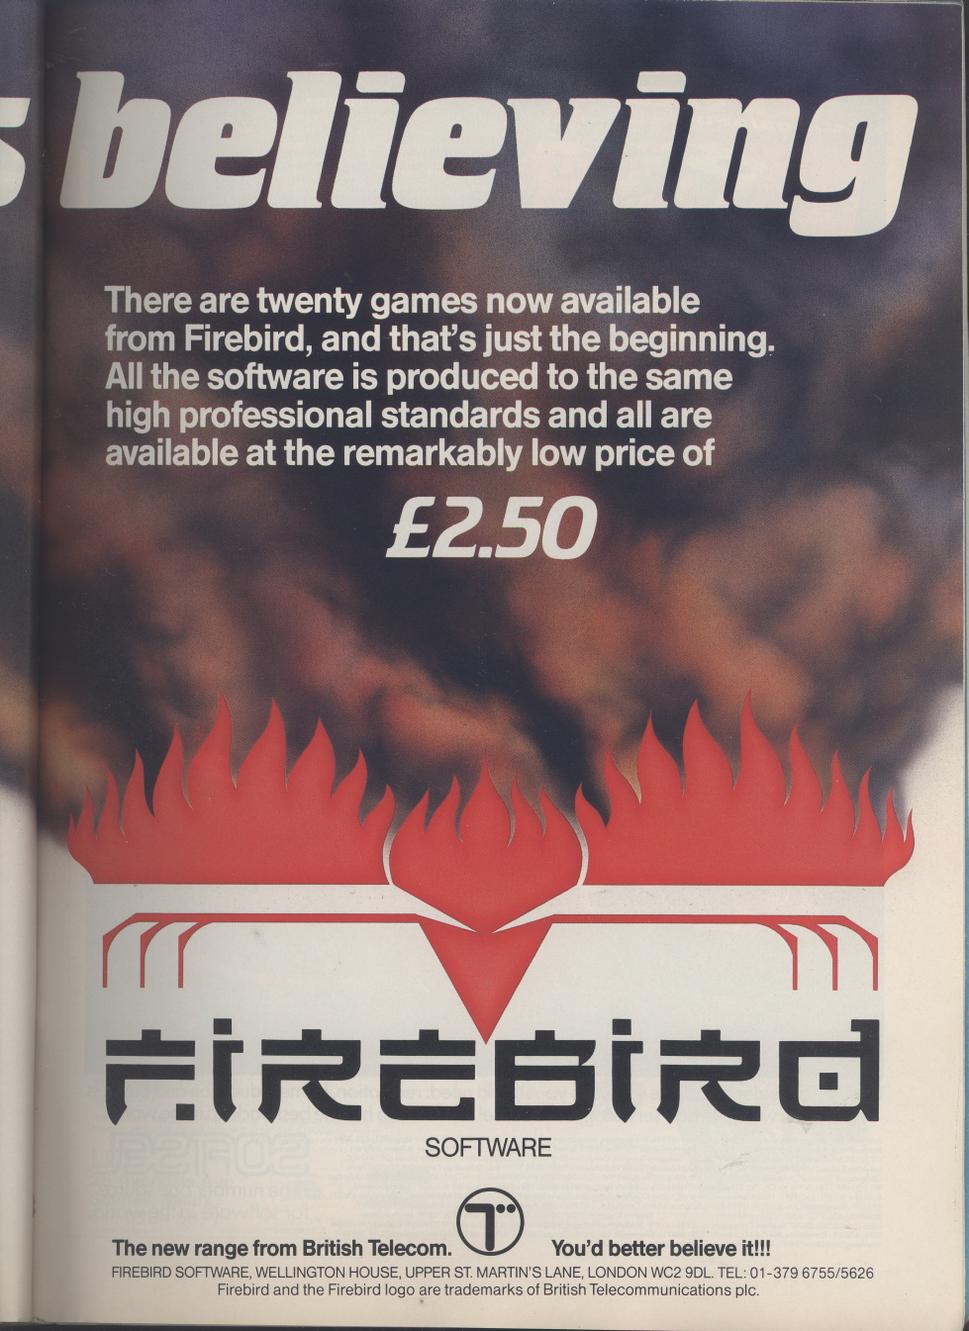 s believing
There are twenty games now available
from Firebird, and that's just the beginning.
All the software is produced to the same
high professional standards and all are
available at the remarkably low price of
£2.50
FIREBIRD
SOFTWARE
T
The new range from British Telecom. You'd better believe it!!!
FIREBIRD SOFTWARE, WELLINGTON HOUSE, UPPER ST. MARTIN'S LANE, LONDON WC2 9DL. TEL: 01-379 6755/5626
Firebird and the Firebird logo are trademarks of British Telecommunications plc.